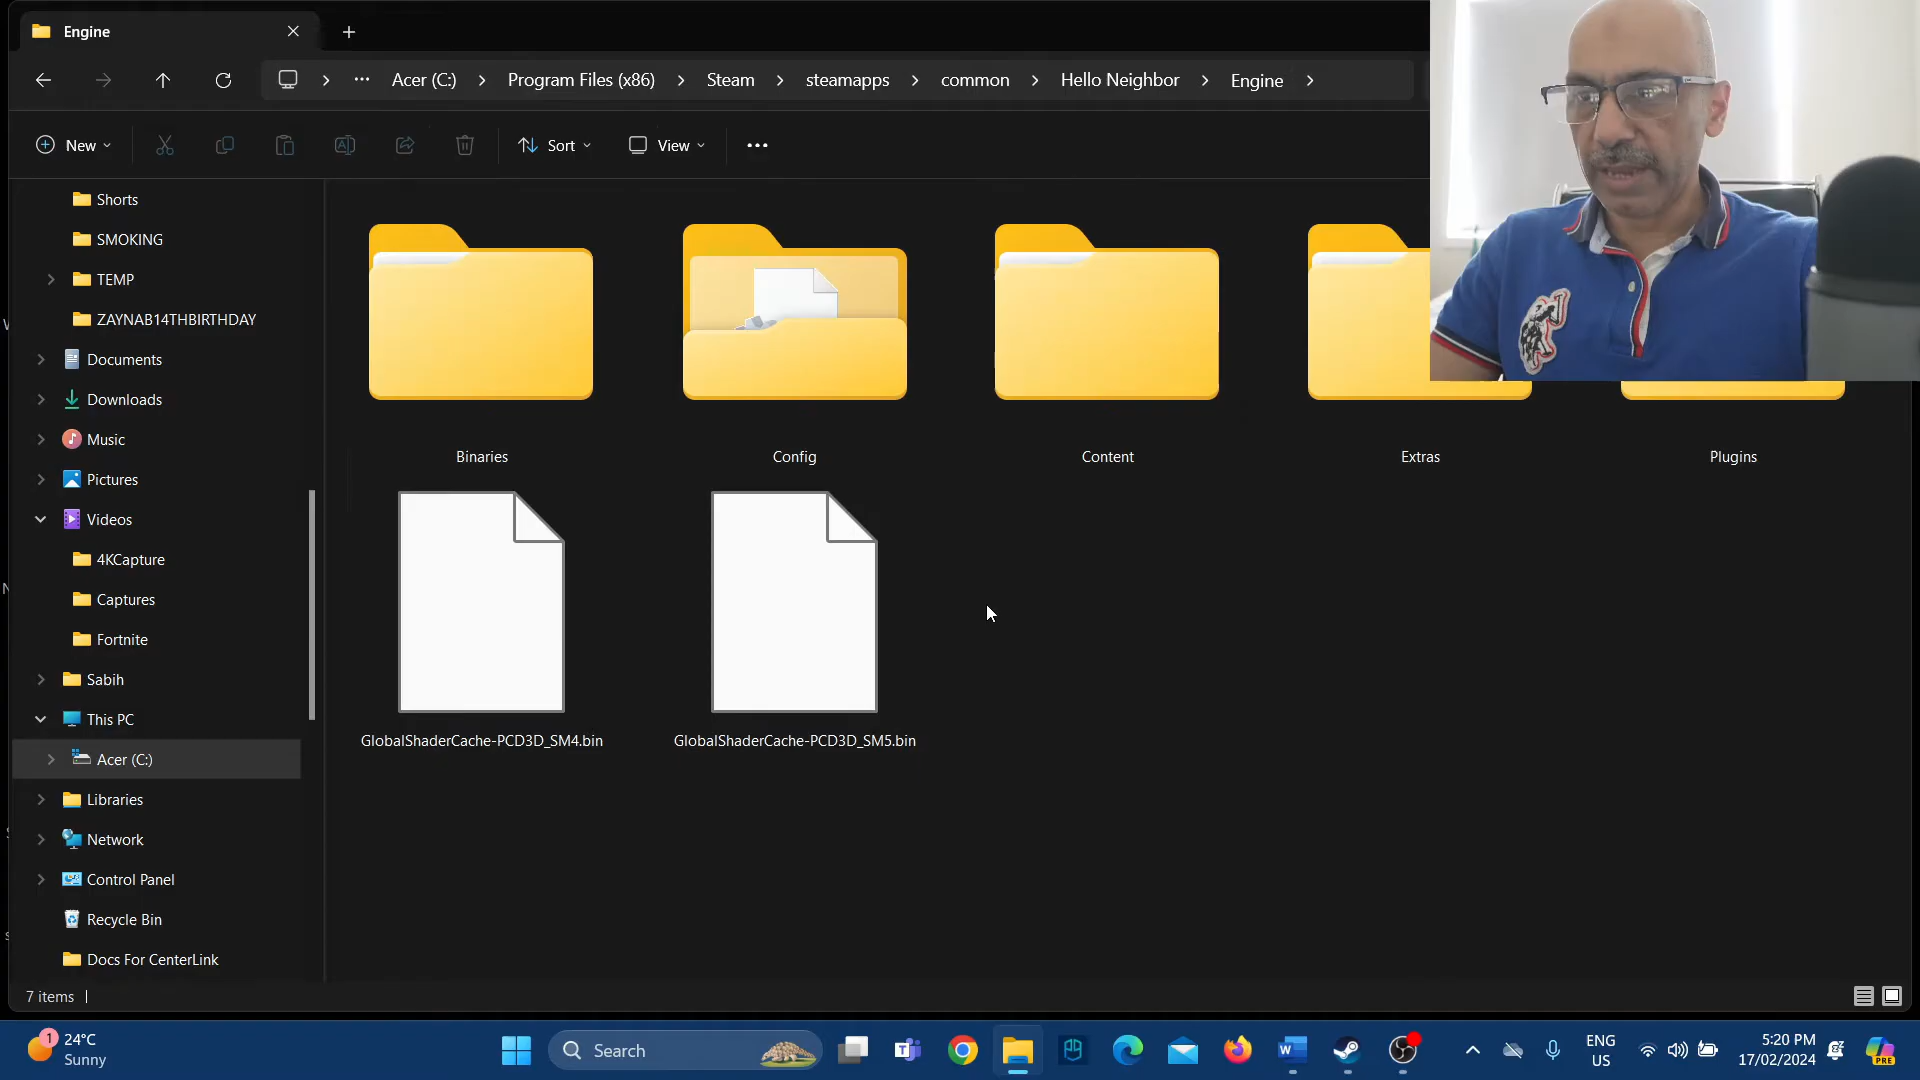 Engine
Acer (C:) Program Files (x86) Steam steamapps common Hello Neighbor Engine
New Sort View
Shorts
SMOKING
TEMP
ZAYNAB14THBIRTHDAY
Documents
Downloads
Music
Pictures
Videos
4KCapture
Captures
Fortnite
Sabih
This PC
Acer (C:)
Libraries
Network
Control Panel
Recycle Bin
Docs For CenterLink
Binaries Config Content Extras Plugins
GlobalShaderCache-PCD3D_SM4.bin GlobalShaderCache-PCD3D_SM5.bin
7 items
1
24°C
Sunny
Search
ENG
US
5:20 PM
17/02/2024
PRE